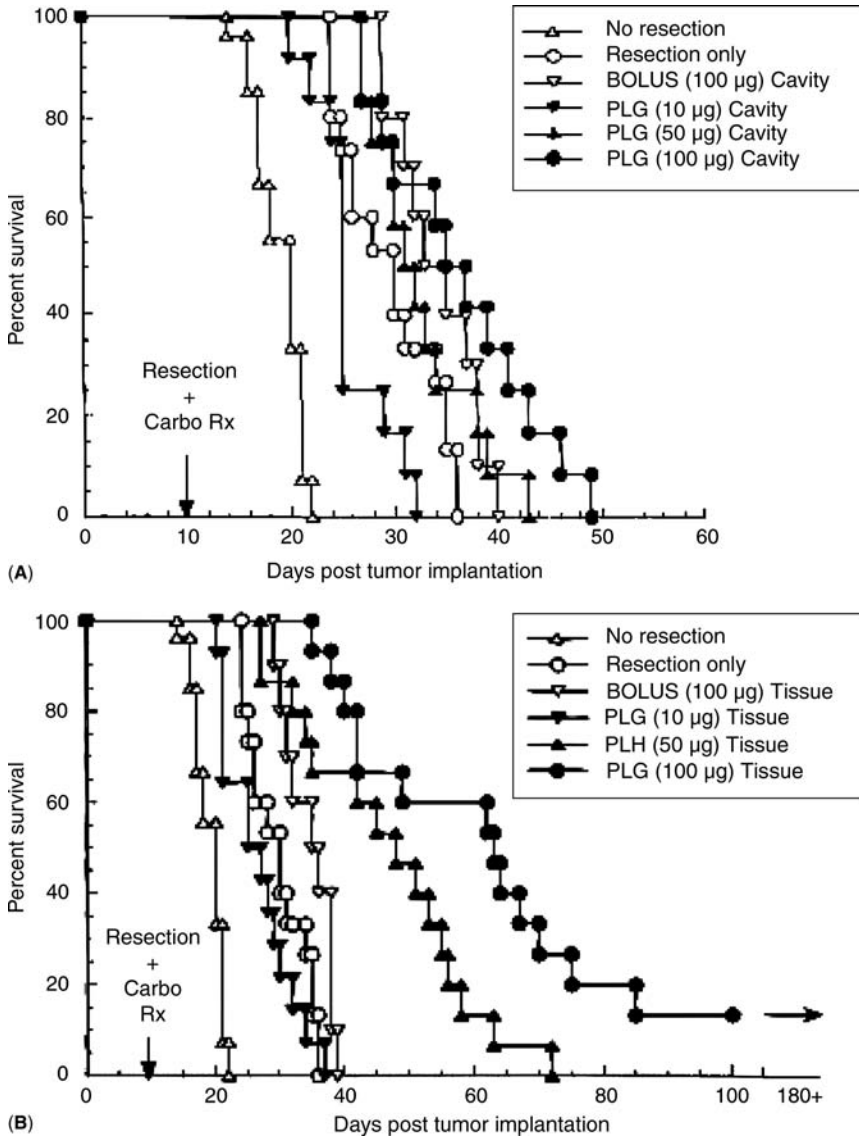 100
80
60
40
20
0
Percent survival
Resection
+
Carbo Rx
No resection
Resection only
BOLUS (100 µg) Cavity
PLG (10 µg) Cavity
PLG (50 µg) Cavity
PLG (100 µg) Cavity
0 10 20 30 40 50 60
(A)
Days post tumor implantation
100
80
60
40
20
0
Percent survival
Resection
+
Carbo
Rx
No resection
Resection only
BOLUS (100 µg) Tissue
PLG (10 µg) Tissue
PLH (50 µg) Tissue
PLG (100 µg) Tissue
0 20 40 60 80 100 180+
(B)
Days post tumor implantation